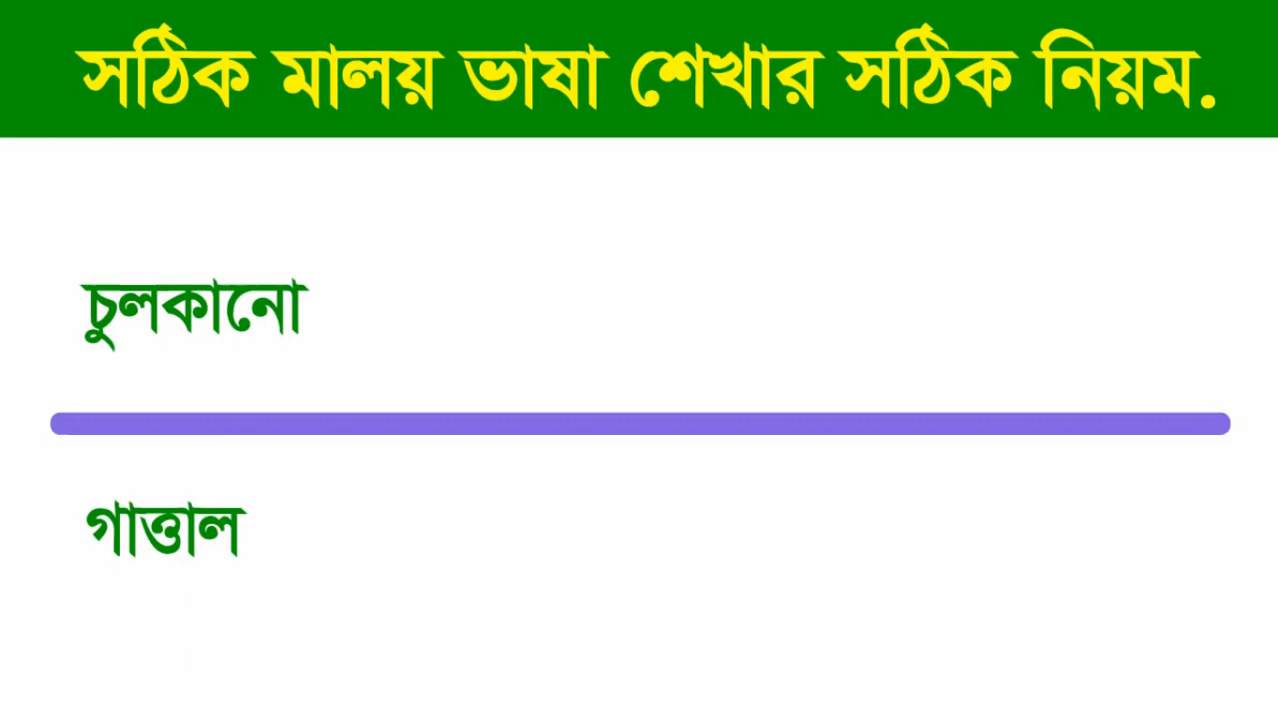 সঠিক মালয় ভাষা শেখার সঠিক নিয়ম.
চুলকানো
গাত্তাল